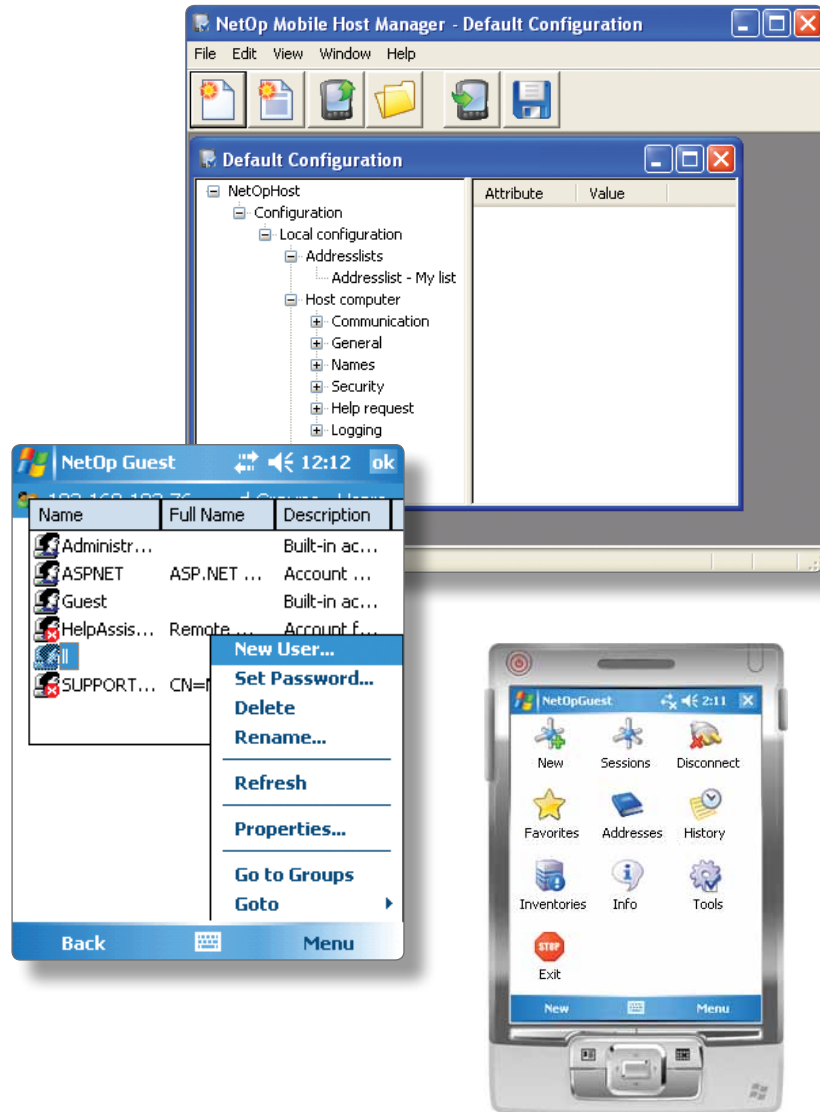 NetOp Mobile Host Manager - Default Configuration
File Edit View Window Help
Default Configuration
NetOpHost
Configuration
Local configuration
Addresslists
Addresslist - My list
Host computer
Communication
General
Names
Security
Help request
Logging
Attribute Value
NetOp Guest 12:12 ok
Name Full Name Description
Administr... Built-in ac...
ASPNET ASP.NET ... Account ...
Guest Built-in ac...
HelpAssis... Remote ... Account f...
ll
SUPPORT... CN=
New User...
Set Password...
Delete
Rename...
Refresh
Properties...
Go to Groups
Goto
Back Menu
NetOpGuest 2:11
New Sessions Disconnect
Favorites Addresses History
Inventories Info Tools
STOP
Exit
New Menu